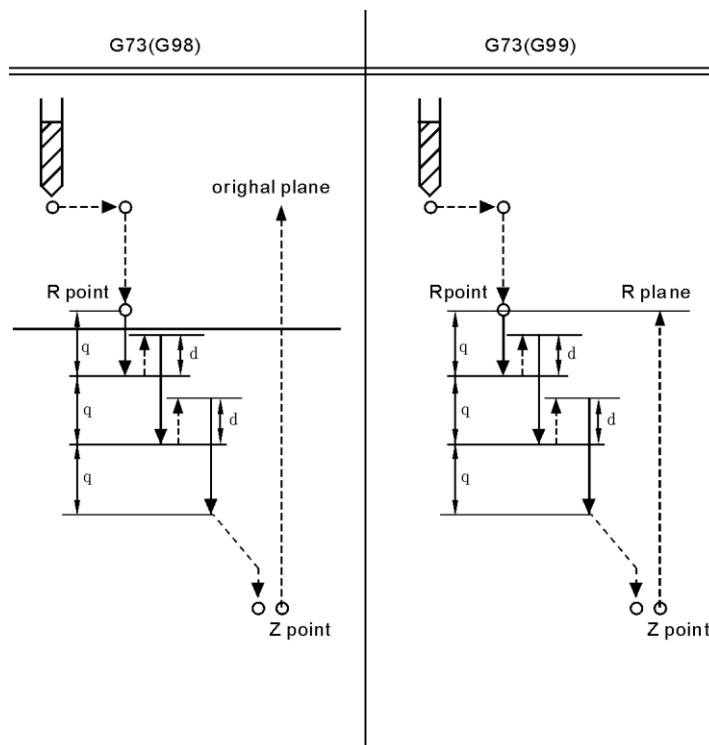 G73(G98)
G73(G99)
orighal plane
R point
q
d
q
d
q
Z point
Rpoint
R plane
q
d
q
d
q
Z point